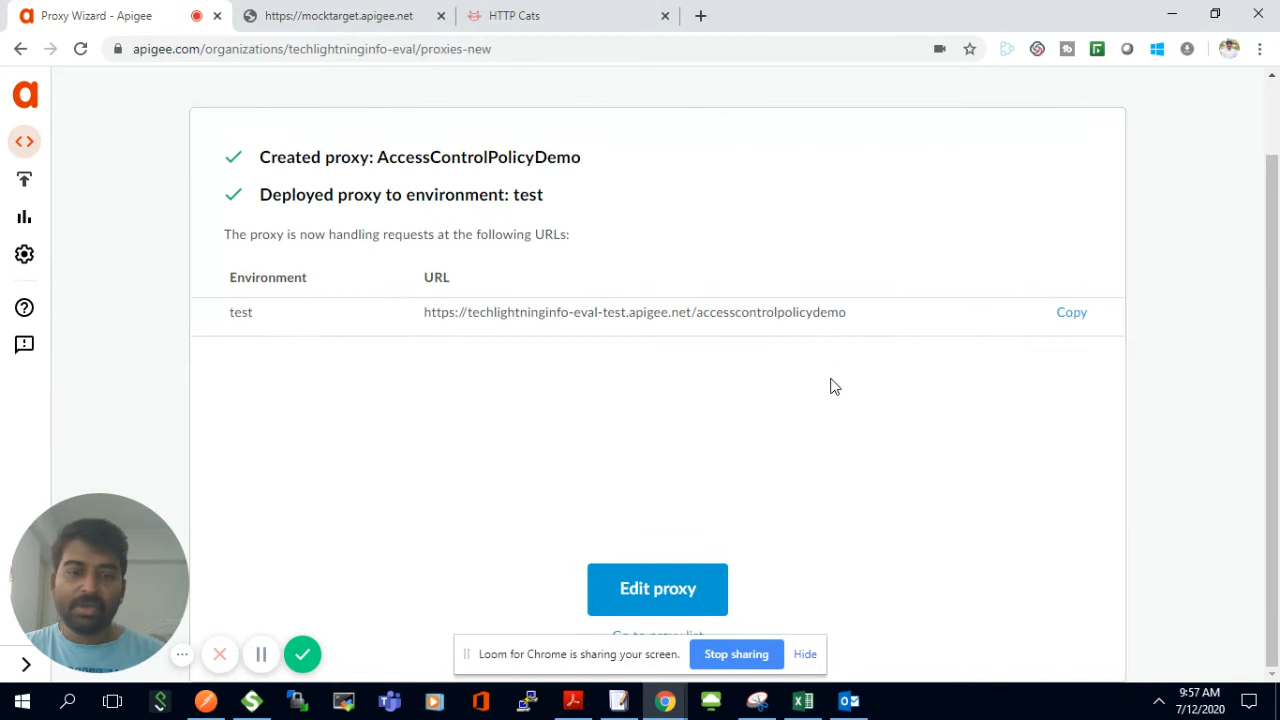 Proxy Wizard - Apigee
https://mocktarget.apigee.net
HTTP Cats
apigee.com/organizations/techlightninginfo-eval/proxies-new
Created proxy: AccessControlPolicyDemo
Deployed proxy to environment: test
The proxy is now handling requests at the following URLs:
Environment URL
test https://techlightninginfo-eval-test.apigee.net/accesscontrolpolicydemo Copy
Edit proxy
Go to proxy list
Loom for Chrome is sharing your screen. Stop sharing Hide
9:57 AM
7/12/2020